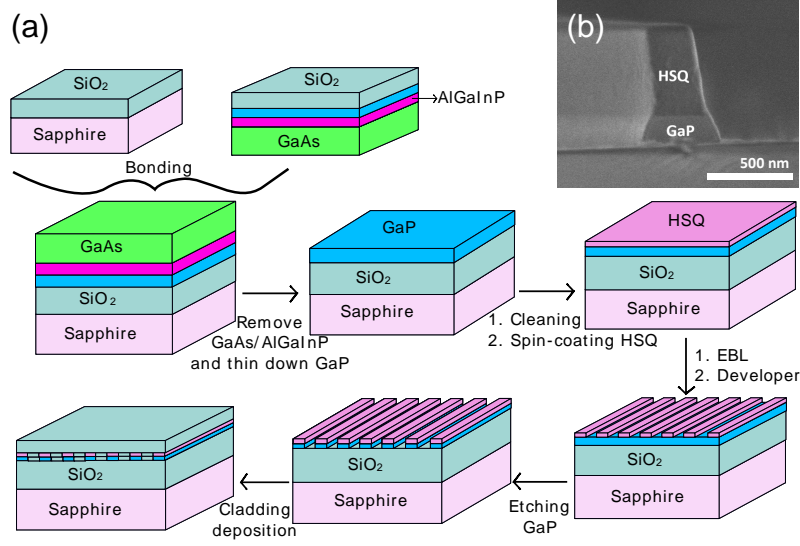 (a)
(b)
SiO2
Sapphire
SiO2
AlGaInP
GaAs
HSQ
GaP
500 nm
Bonding
GaAs
SiO2
Sapphire
Remove
GaAs/AlGaInP
and thin down GaP
GaP
SiO2
Sapphire
1. Cleaning
2. Spin-coating HSQ
HSQ
SiO2
Sapphire
1. EBL
2. Developer
SiO2
Sapphire
Etching
GaP
SiO2
Sapphire
Cladding
deposition
SiO2
Sapphire